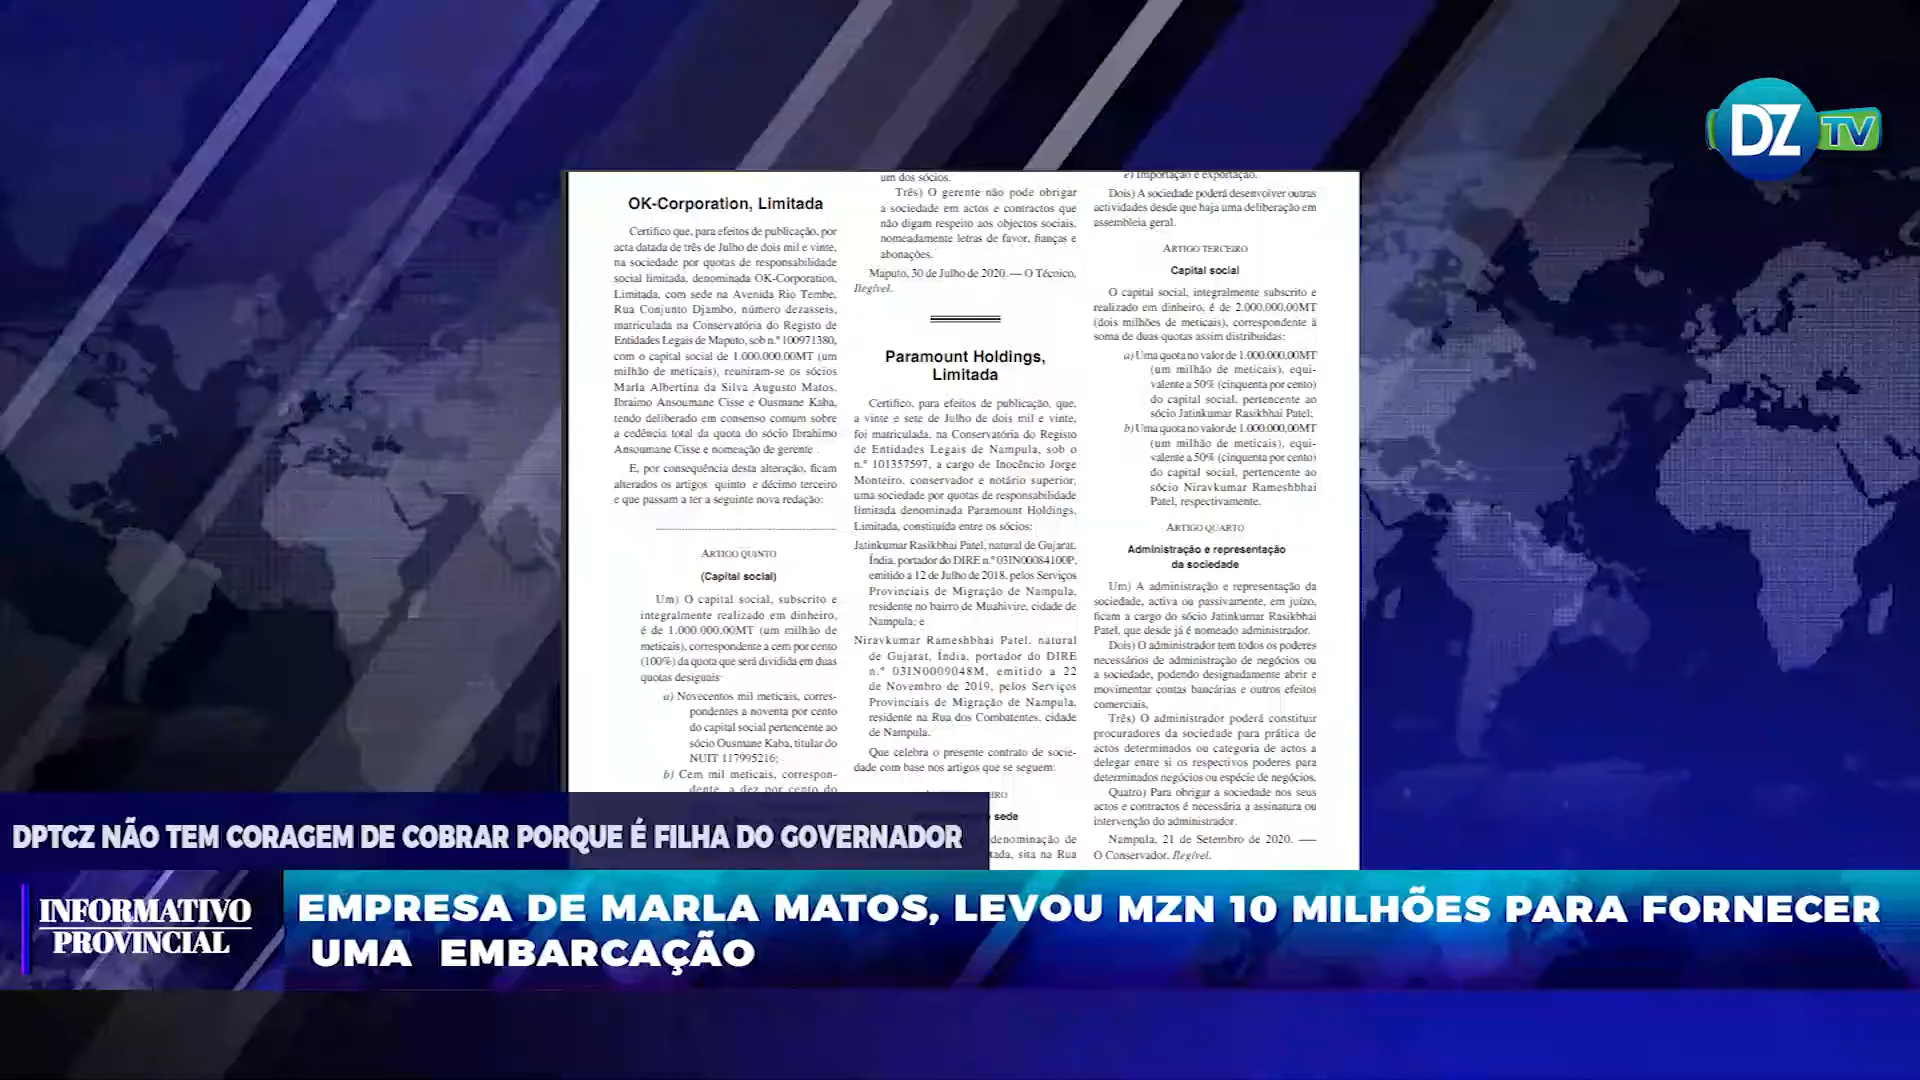 DZ TV
OK-Corporation, Limitada
Certifico que, para efeitos de publicação, por
acta datada de três de Julho de dois mil e vinte,
na sociedade por quotas de responsabilidade
social limitada, denominada OK-Corporation,
Limitada, com sede na Avenida Rio Tembe,
Rua Conjunto Djambo, número dezasseis,
matriculada na Conservatória do Registo de
Entidades Legais de Maputo, sob n.º 100971380,
com o capital social de 1.000.000,00MT (um
milhão de meticais), reuniram-se os sócios
Marla Albertina da Silva Augusto Matos,
Ibraimo Ansoumane Cisse e Ousmane Kaba,
tendo deliberado em consenso comum sobre
a cedência total da quota do sócio Ibrahimo
Ansoumane Cisse e nomeação de gerente .
E, por consequência desta alteração, ficam
alterados os artigos quinto e décimo terceiro
e que passam a ter a seguinte nova redação:
ARTIGO QUINTO
(Capital social)
Um) O capital social, subscrito e
integralmente realizado em dinheiro,
é de 1.000.000,00MT (um milhão de
meticais), correspondente a cem por cento
(100%) da quota que será dividida em duas
quotas desiguais:
a) Novecentos mil meticais, corres-
pondentes a noventa por cento
do capital social pertencente ao
sócio Ousmane Kaba, titular do
NUIT 117995216;
b) Cem mil meticais, correspon-
dente a dez por cento do
um dos sócios.
Três) O gerente não pode obrigar
a sociedade em actos e contractos que
não digam respeito aos objectos sociais,
nomeadamente letras de favor, fianças e
abonações.
Maputo, 30 de Julho de 2020.— O Técnico,
Ilegível.
Paramount Holdings,
Limitada
Certifico, para efeitos de publicação, que,
a vinte e sete de Julho de dois mil e vinte,
foi matriculada, na Conservatória do Registo
de Entidades Legais de Nampula, sob o
n.º 101357597, a cargo de Inocêncio Jorge
Monteiro, conservador e notário superior,
uma sociedade por quotas de responsabilidade
limitada denominada Paramount Holdings,
Limitada, constituída entre os sócios:
Jatinkumar Rasikbhai Patel, natural de Gujarat,
Índia, portador do DIRE n.º 03IN00084100P,
emitido a 12 de Julho de 2018, pelos Serviços
Provinciais de Migração de Nampula,
residente no bairro de Muahivire, cidade de
Nampula; e
Niravkumar Rameshbhai Patel, natural
de Gujarat, Índia, portador do DIRE
n.º 03IN0009048M, emitido a 22
de Novembro de 2019, pelos Serviços
Provinciais de Migração de Nampula,
residente na Rua dos Combatentes, cidade
de Nampula.
Que celebra o presente contrato de socie-
dade com base nos artigos que se seguem:
sede
denominação de
sita na Rua
e) Importação e exportação.
Dois) A sociedade poderá desenvolver outras
actividades desde que haja uma deliberação em
assembleia geral.
ARTIGO TERCEIRO
Capital social
O capital social, integralmente subscrito e
realizado em dinheiro, é de 2.000.000,00MT
(dois milhões de meticais), correspondente à
soma de duas quotas assim distribuídas:
a) Uma quota no valor de 1.000.000,00MT
(um milhão de meticais), equi-
valente a 50% (cinquenta por cento)
do capital social, pertencente ao
sócio Jatinkumar Rasikbhai Patel;
b) Uma quota no valor de 1.000.000,00MT
(um milhão de meticais), equi-
valente a 50% (cinquenta por cento)
do capital social, pertencente ao
sócio Niravkumar Rameshbhai
Patel, respectivamente.
ARTIGO QUARTO
Administração e representação
da sociedade
Um) A administração e representação da
sociedade, activa ou passivamente, em juízo,
ficam a cargo do sócio Jatinkumar Rasikbhai
Patel, que desde já é nomeado administrador.
Dois) O administrador tem todos os poderes
necessários de administração de negócios ou
a sociedade, podendo designadamente abrir e
movimentar contas bancárias e outros efeitos
comerciais,
Três) O administrador poderá constituir
procuradores da sociedade para prática de
actos determinados ou categoria de actos a
delegar entre si os respectivos poderes para
determinados negócios ou espécie de negócios.
Quatro) Para obrigar a sociedade nos seus
actos e contractos é necessária a assinatura ou
intervenção do administrador.
Nampula, 21 de Setembro de 2020. —
O Conservador, Ilegível.
DPTCZ NÃO TEM CORAGEM DE COBRAR PORQUE É FILHA DO GOVERNADOR
INFORMATIVO
PROVINCIAL
EMPRESA DE MARLA MATOS, LEVOU MZN 10 MILHÕES PARA FORNECER
UMA EMBARCAÇÃO